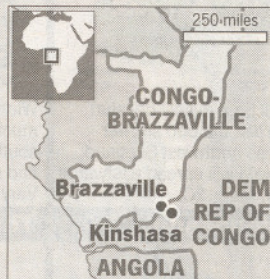 250 miles
CONGO-
BRAZZAVILLE
Brazzaville
DEM
REP OF
CONGO
Kinshasa
ANGOLA